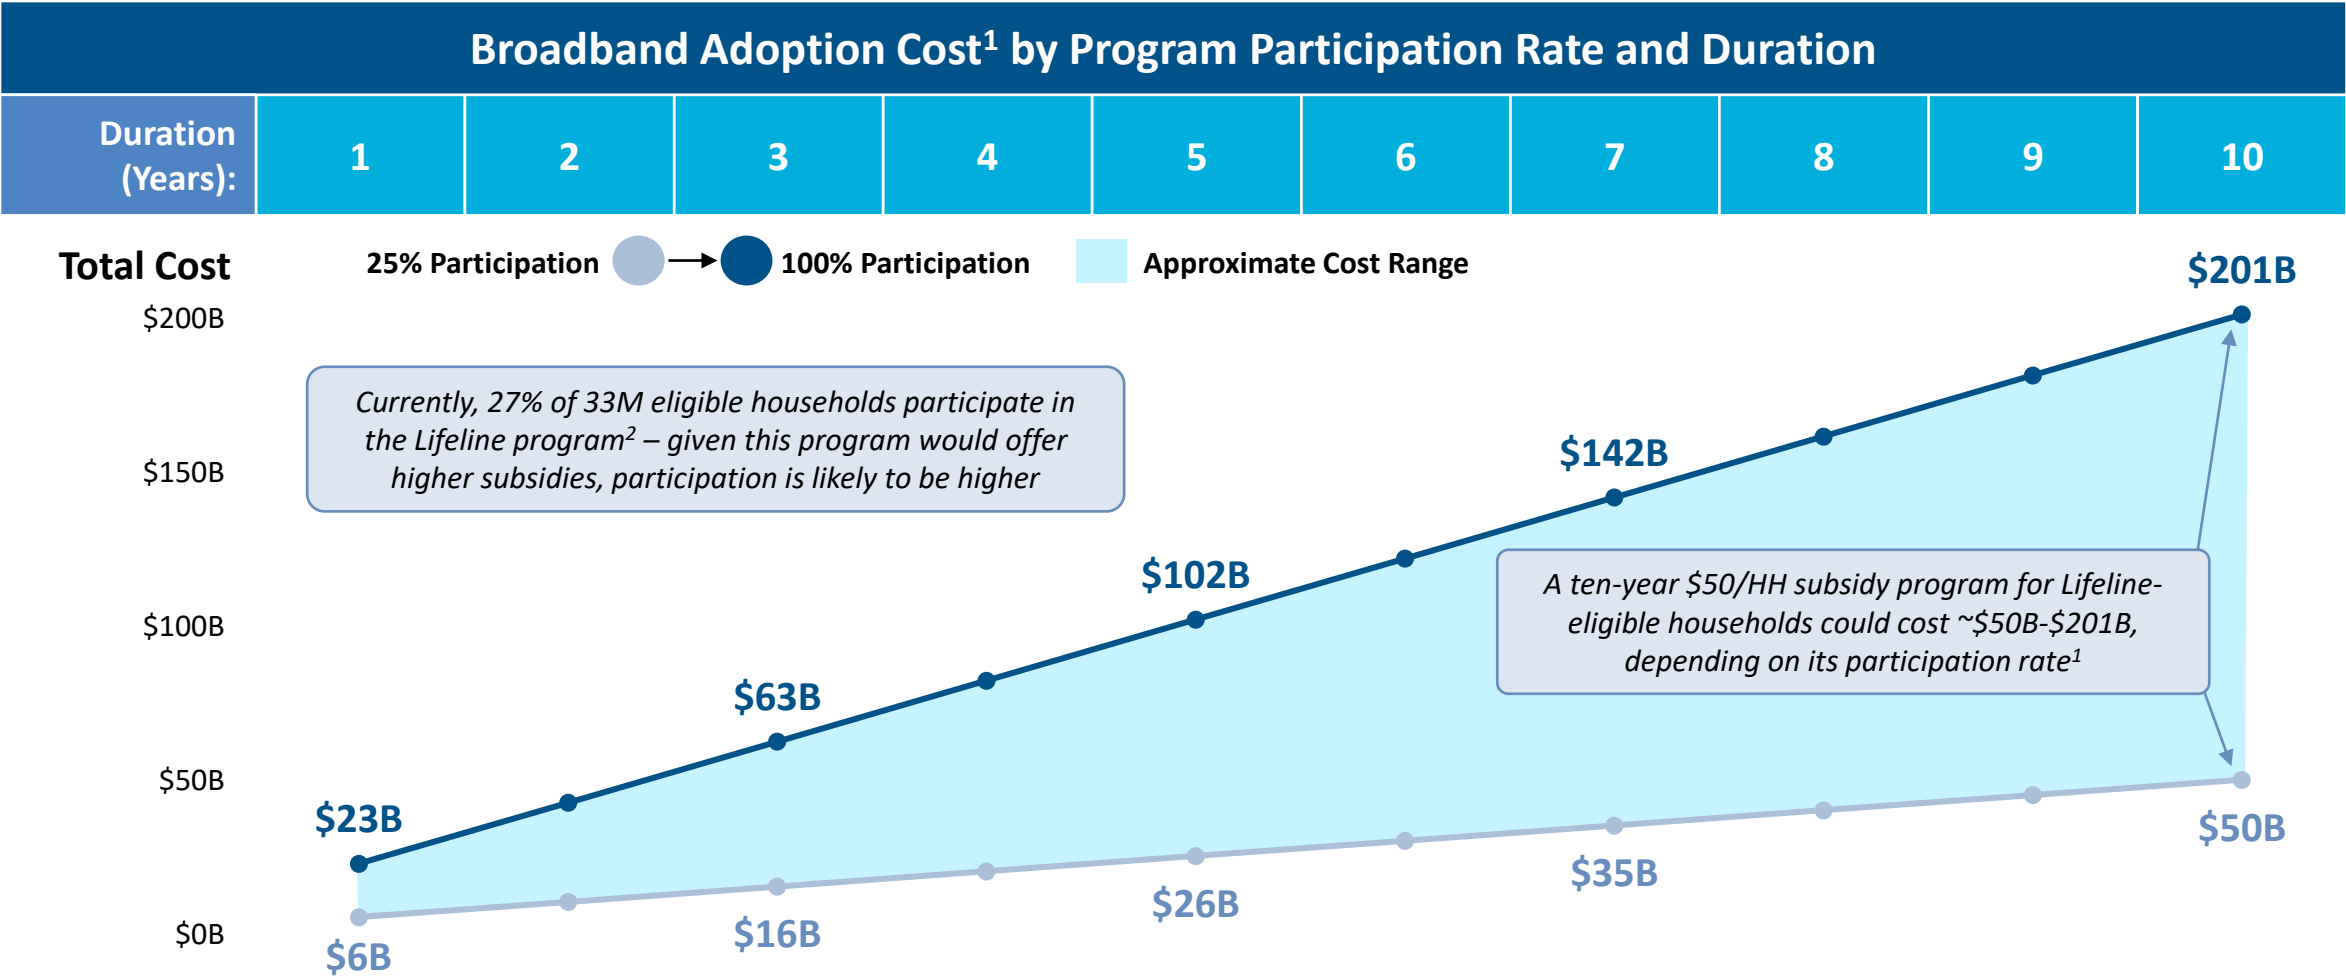 Broadband Adoption Cost¹ by Program Participation Rate and Duration
Duration
(Years):
1
2
3
4
5
6
7
8
9
10
Total Cost
25% Participation
100% Participation
Approximate Cost Range
$200B
$150B
$100B
$50B
$0B
Currently, 27% of 33M eligible households participate in
the Lifeline program² – given this program would offer
higher subsidies, participation is likely to be higher
$23B
$63B
$102B
$142B
$201B
A ten-year $50/HH subsidy program for Lifeline-
eligible households could cost ~$50B-$201B,
depending on its participation rate¹
$6B
$16B
$26B
$35B
$50B